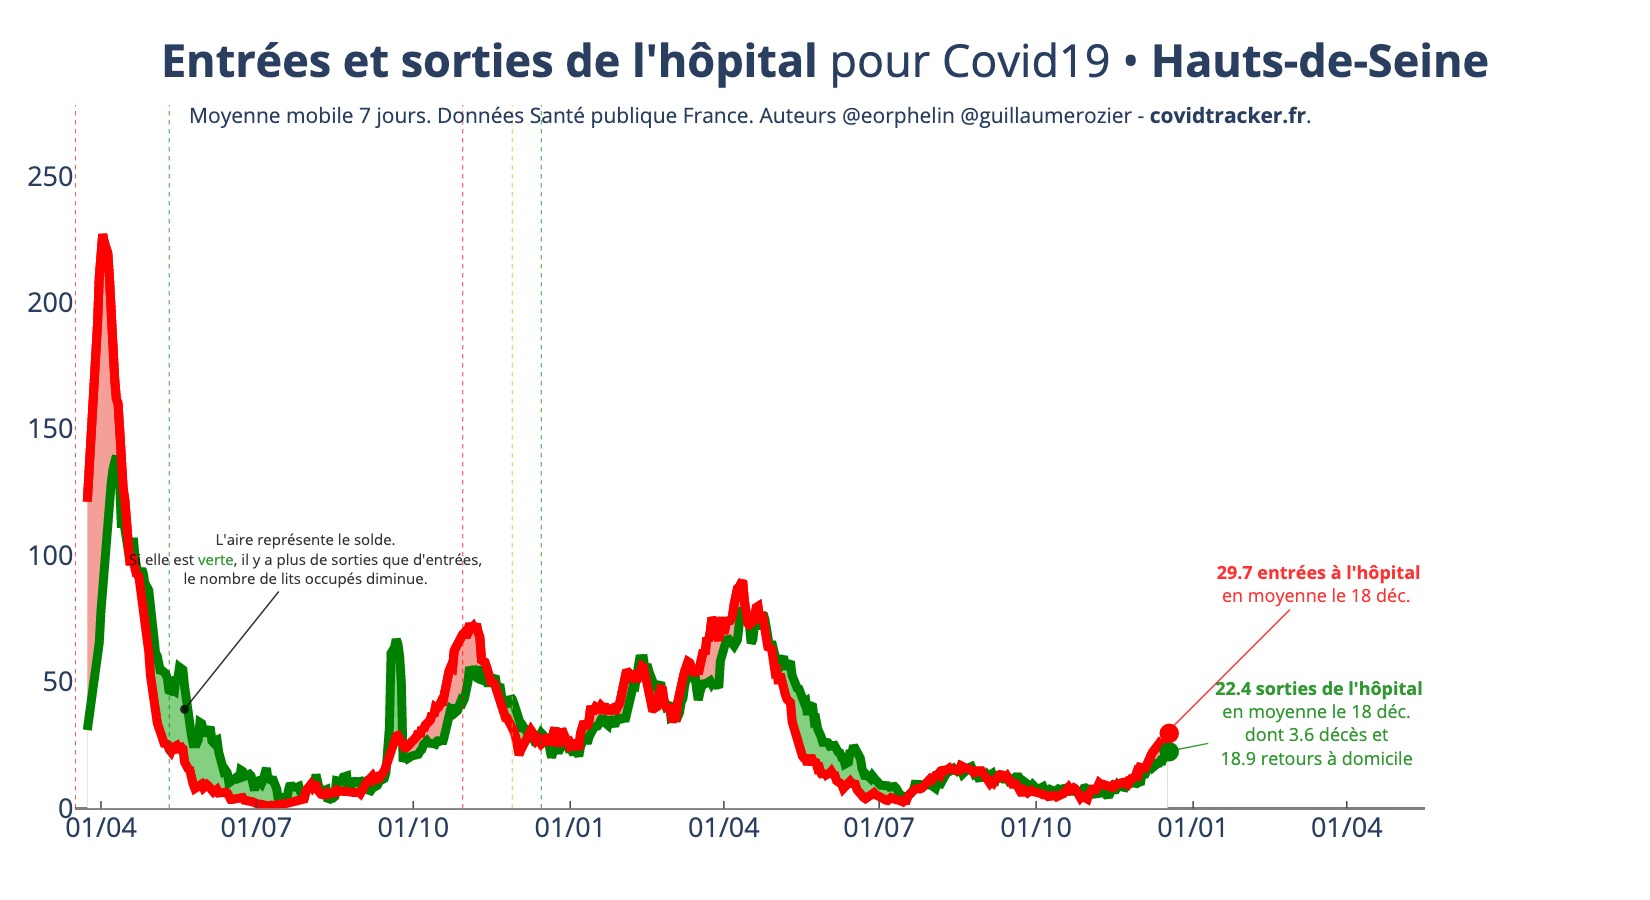 Entrées et sorties de l'hôpital pour Covid19 • Hauts-de-Seine
Moyenne mobile 7 jours. Données Santé publique France. Auteurs @eorphelin @guillaumerozier - covidtracker.fr.
250
200
150
100
50
0
L'aire représente le solde.
Si elle est verte, il y a plus de sorties que d'entrées,
le nombre de lits occupés diminue.
29.7 entrées à l'hôpital
en moyenne le 18 déc.
22.4 sorties de l'hôpital
en moyenne le 18 déc.
dont 3.6 décès et
18.9 retours à domicile
01/04 01/07 01/10 01/01 01/04 01/07 01/10 01/01 01/04